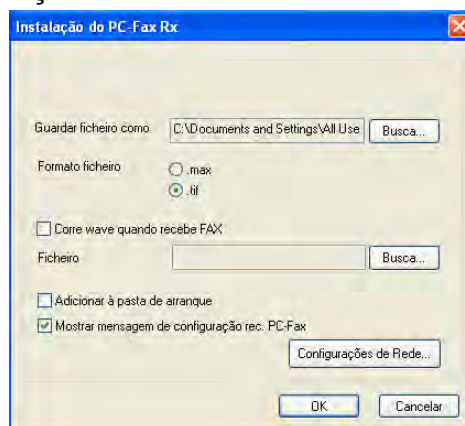 Instalação do PC-Fax Rx
Guardar ficheiro como C:\Documents and Settings\All Use Busca...
Formato ficheiro .max
.tif
Corre wave quando recebe FAX
Ficheiro Busca...
Adicionar à pasta de arranque
Mostrar mensagem de configuração rec. PC-Fax
Configurações de Rede...
OK Cancelar